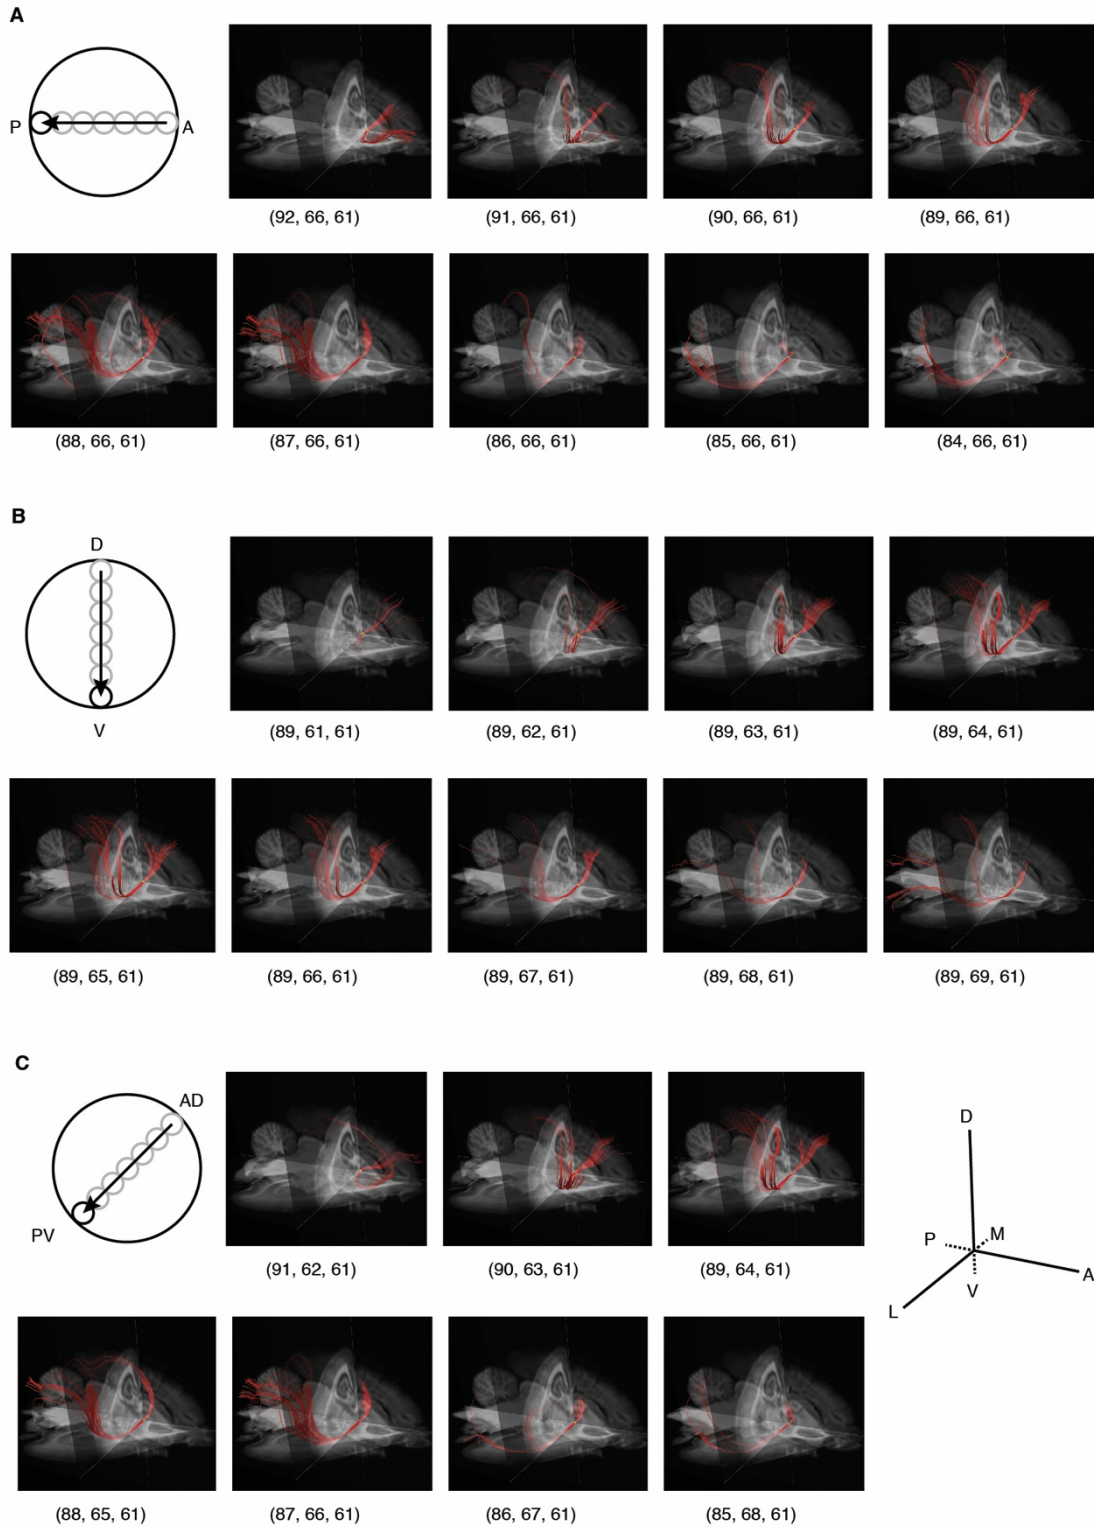 A
P A
(92, 66, 61) (91, 66, 61) (90, 66, 61) (89, 66, 61)
(88, 66, 61) (87, 66, 61) (86, 66, 61) (85, 66, 61) (84, 66, 61)
B
D
V
(89, 61, 61) (89, 62, 61) (89, 63, 61) (89, 64, 61)
(89, 65, 61) (89, 66, 61) (89, 67, 61) (89, 68, 61) (89, 69, 61)
C
AD
PV
(91, 62, 61) (90, 63, 61) (89, 64, 61)
D
P M
A
V
L
(88, 65, 61) (87, 66, 61) (86, 67, 61) (85, 68, 61)